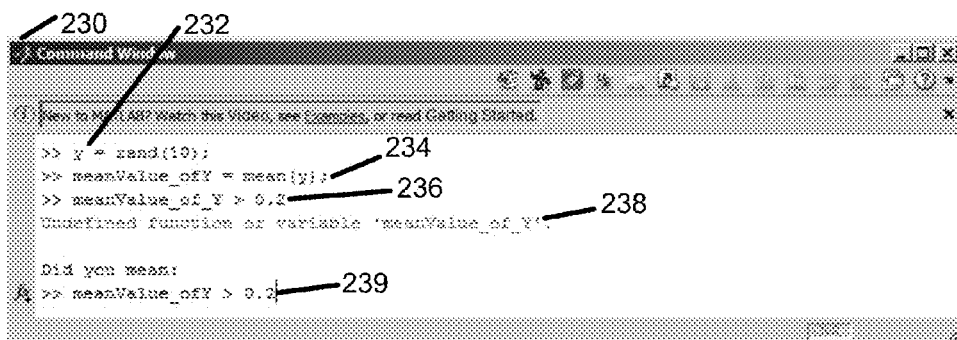 230 232
Command Window
New to MATLAB? Watch this Video, see Examples, or read Getting Started.
>> y = rand(10);
>> meanValue_ofY = mean(y); 234
>> meanValue_of_Y > 0.2 236
Undefined function or variable 'meanValue_of_Y'. 238
Did you mean:
>> meanValue_ofY > 0.2 239